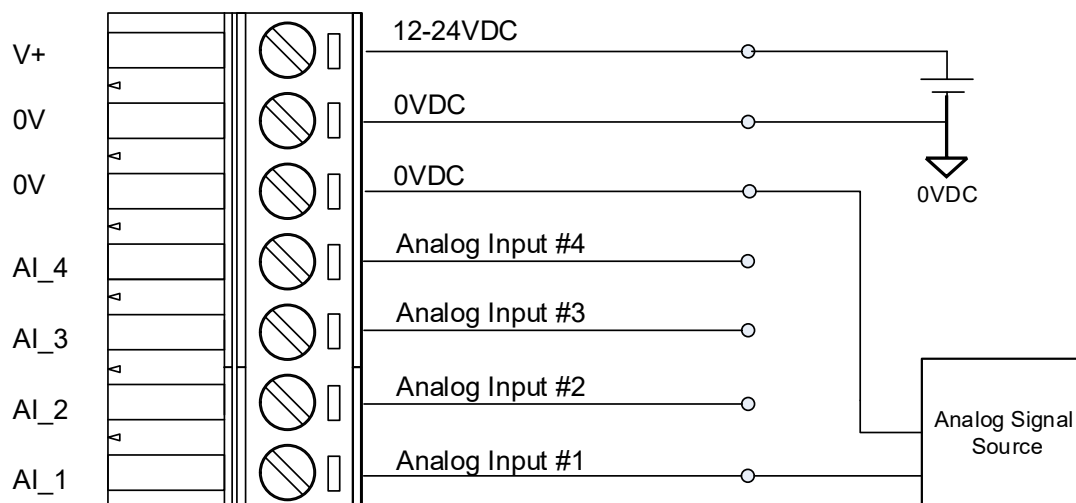 V+
12-24VDC
0V
0VDC
0V
0VDC
0VDC
AI_4
Analog Input #4
AI_3
Analog Input #3
AI_2
Analog Input #2
AI_1
Analog Input #1
Analog Signal
Source